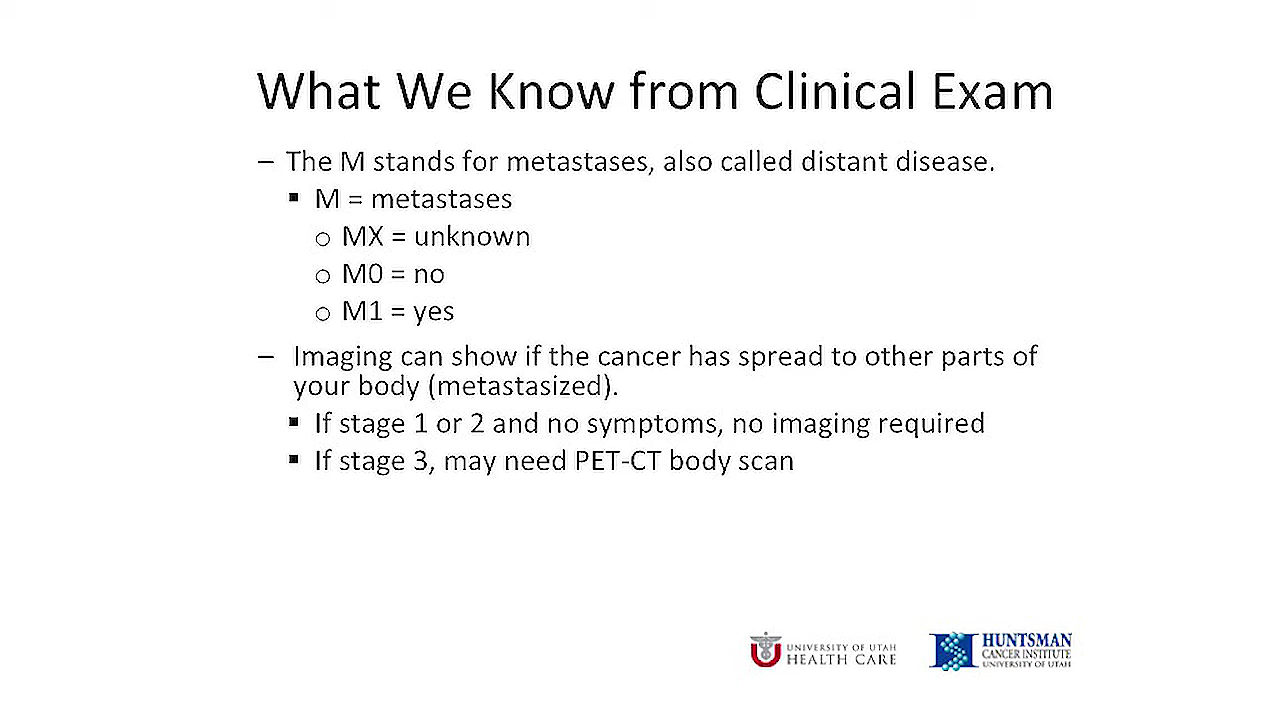 What We Know from Clinical Exam
– The M stands for metastases, also called distant disease.
▪ M = metastases
o MX = unknown
o M0 = no
o M1 = yes
– Imaging can show if the cancer has spread to other parts of
your body (metastasized).
▪ If stage 1 or 2 and no symptoms, no imaging required
▪ If stage 3, may need PET-CT body scan
UNIVERSITY OF UTAH
HEALTH CARE
HUNTSMAN
CANCER INSTITUTE
UNIVERSITY OF UTAH